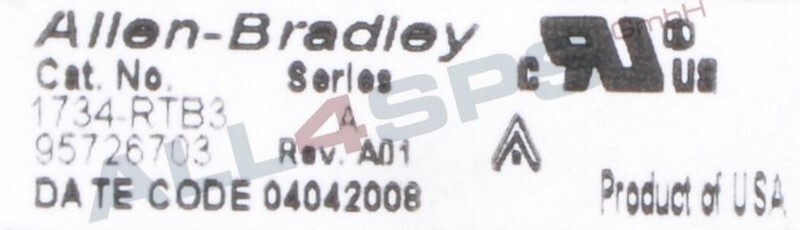 Allen-Bradley
Cat. No. Series
1734-RTB3 A
95726703 Rev. A01
DATE CODE 04042008
Product of USA
c RU us
ALL4SPS GmbH